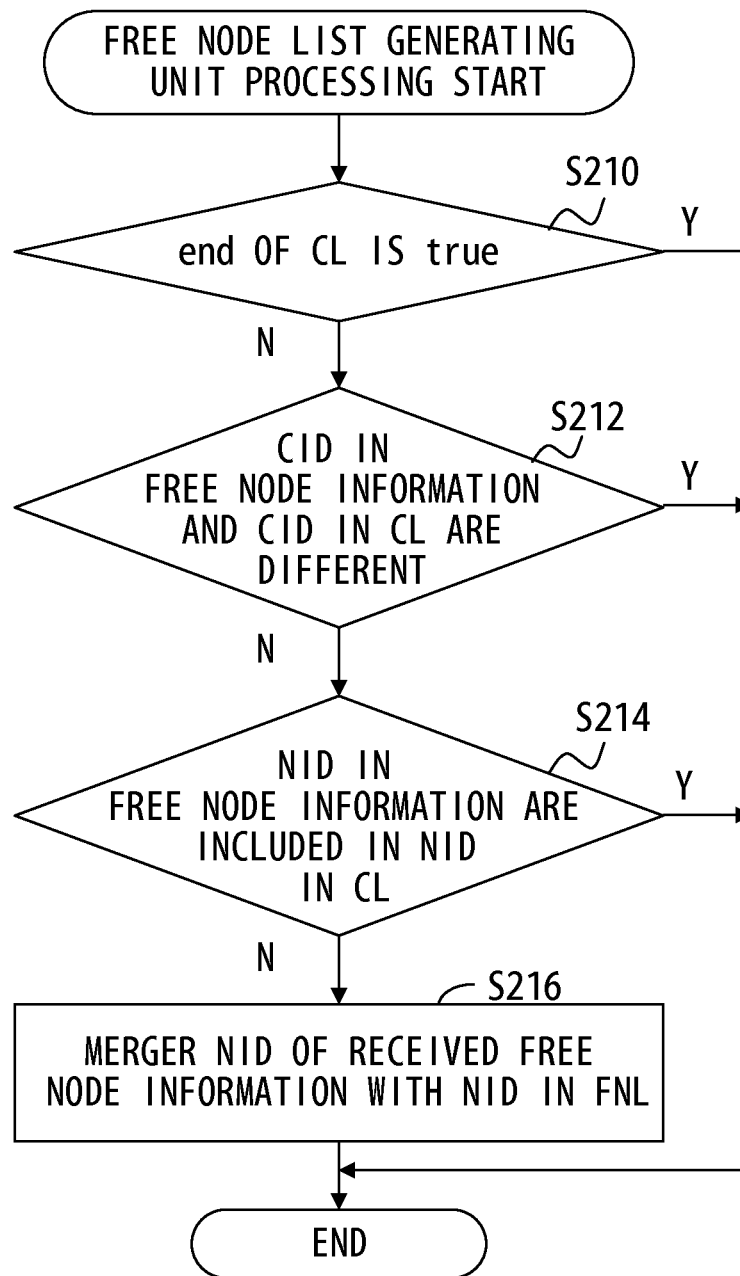 FREE NODE LIST GENERATING
UNIT PROCESSING START
S210
Y
end OF CL IS true
N
S212
CID IN
Y
FREE NODE INFORMATION
AND CID IN CL ARE
DIFFERENT
N
S214
NID IN
Y
FREE NODE INFORMATION ARE
INCLUDED IN NID
IN CL
N
S216
MERGER NID OF RECEIVED FREE
NODE INFORMATION WITH NID IN FNL
END